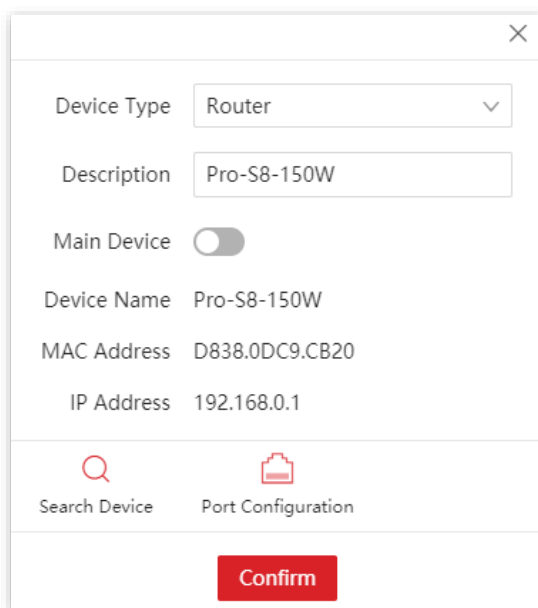 Device Type Router
Description Pro-S8-150W
Main Device
Device Name Pro-S8-150W
MAC Address D838.0DC9.CB20
IP Address 192.168.0.1
Search Device Port Configuration
Confirm